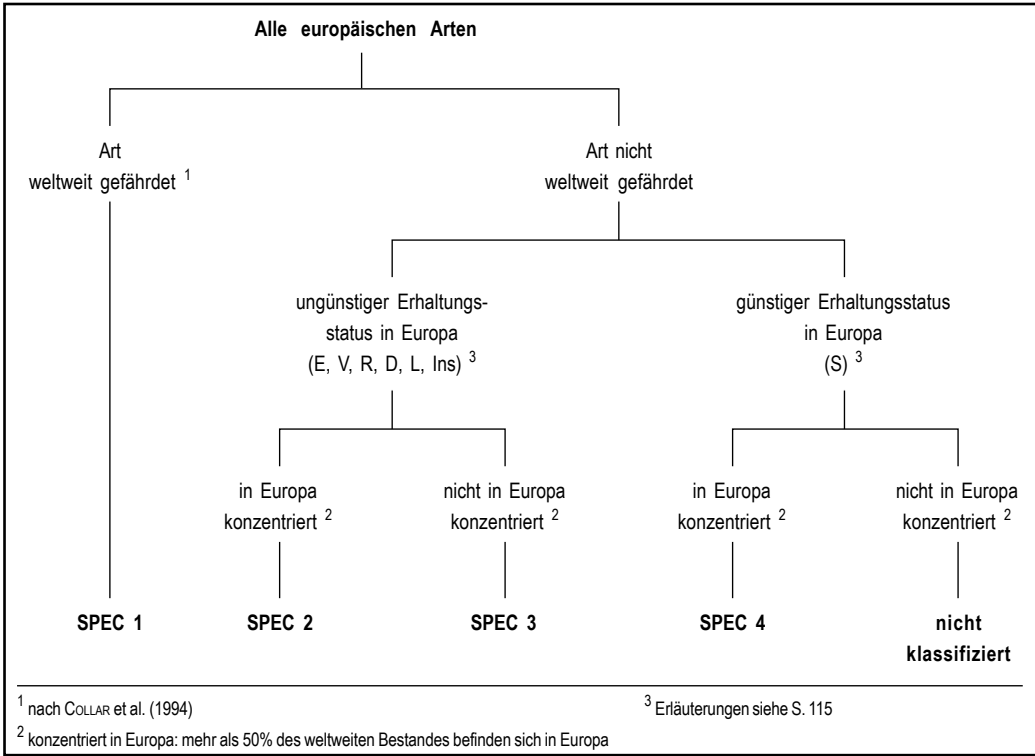 Alle europäischen Arten
Art
weltweit gefährdet ¹
Art nicht
weltweit gefährdet
ungünstiger Erhaltungs-
status in Europa
(E, V, R, D, L, Ins) ³
günstiger Erhaltungsstatus
in Europa
(S) ³
in Europa
konzentriert ²
nicht in Europa
konzentriert ²
in Europa
konzentriert ²
nicht in Europa
konzentriert ²
SPEC 1
SPEC 2
SPEC 3
SPEC 4
nicht
klassifiziert
¹ nach COLLAR et al. (1994)
³ Erläuterungen siehe S. 115
² konzentriert in Europa: mehr als 50% des weltweiten Bestandes befinden sich in Europa